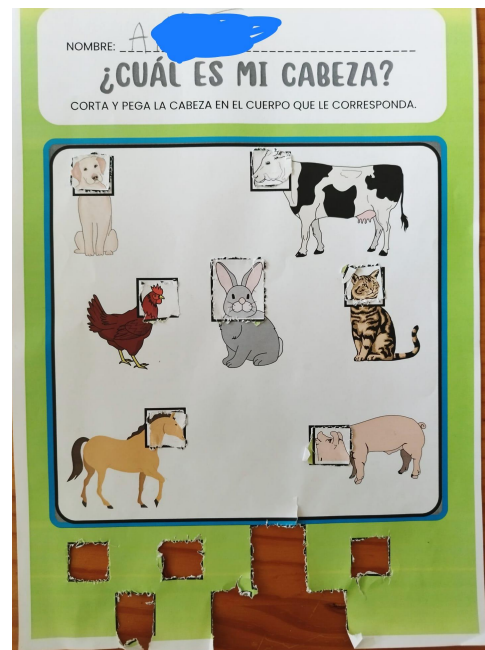 NOMBRE:
¿CUÁL ES MI CABEZA?
CORTA Y PEGA LA CABEZA EN EL CUERPO QUE LE CORRESPONDA.